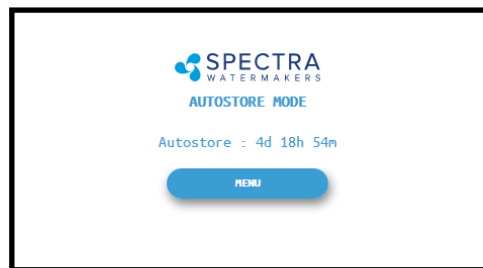 SPECTRA
WATERMAKERS
AUTOSTORE MODE
Autostore : 4d 18h 54m
MENU